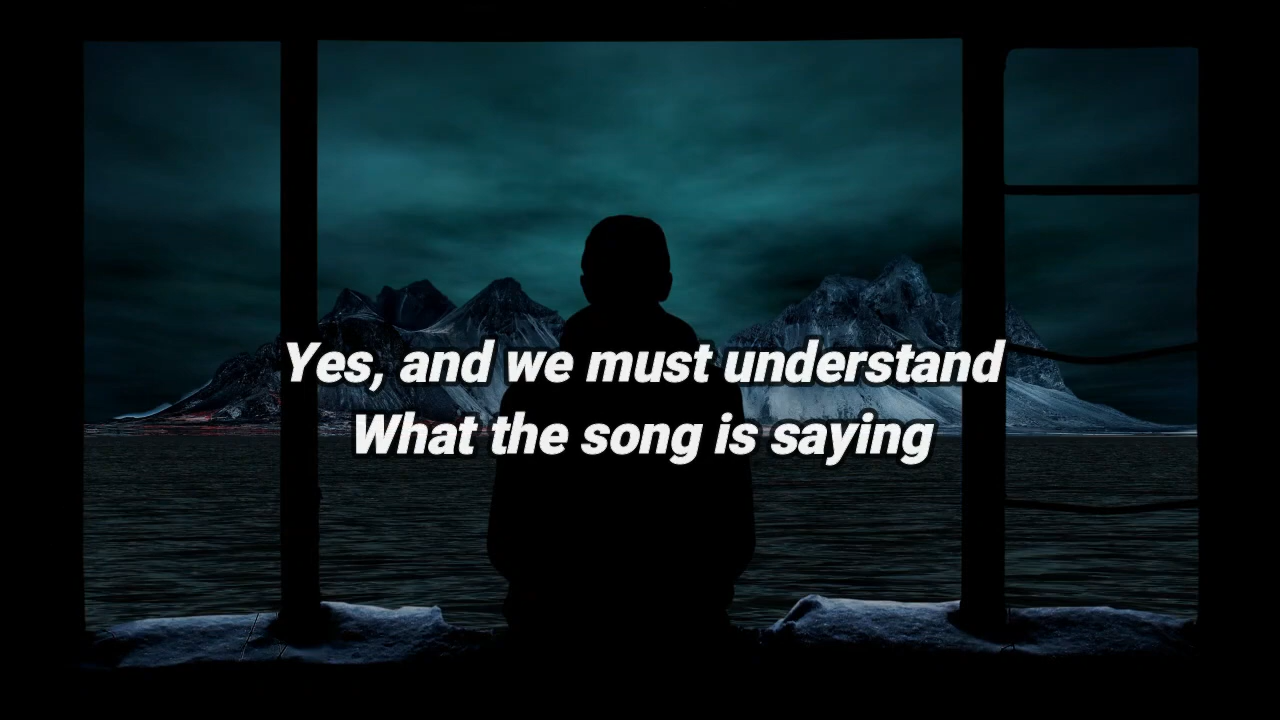 Yes, and we must understand
What the song is saying